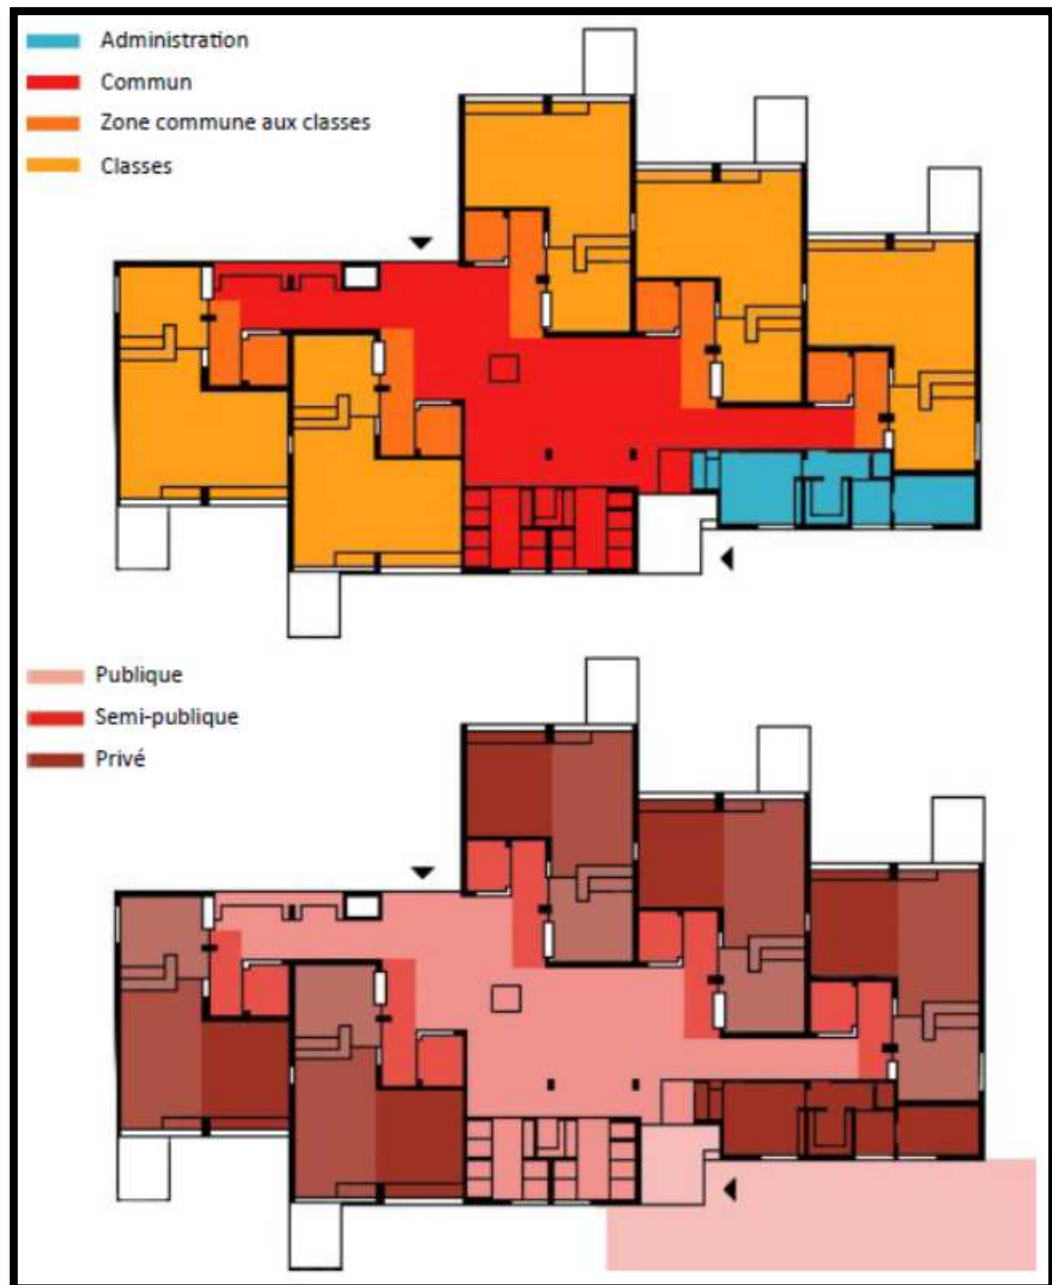 Administration
Commun
Zone commune aux classes
Classes
Publique
Semi-publique
Privé